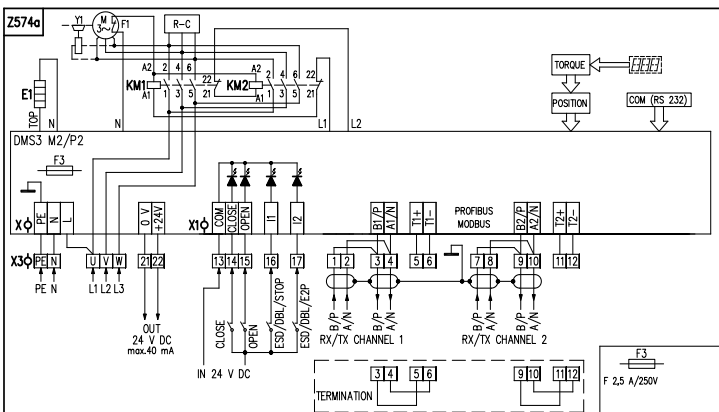 Z574a
Y1 M 3~ F1 R-C
A2 2 4 6 22 A2 2 4 6 22
KM1 KM2
A1 1 3 5 21 A1 1 3 5 21
E1
TOP N N L1 L2
TORQUE
POSITION COM (RS 232)
DMS3 M2/P2
F3
X PE N L 0 V +24V X1 COM CLOSE OPEN I1 I2 B1/P A1/N T1+ T1- PROFIBUS MODBUS B2/P A2/N T2+ T2-
X3 PE N U V W 21 22 13 14 15 16 17 1 2 3 4 5 6 7 8 9 10 11 12
PE N L1 L2 L3
OUT
24 V DC
max.40 mA
CLOSE OPEN ESD/DBL/STOP ESD/DBL/E2P
IN 24 V DC
B/P A/N B/P A/N B/P A/N B/P A/N
RX/TX CHANNEL 1 RX/TX CHANNEL 2
TERMINATION 3 4 5 6 9 10 11 12
F3
F 2,5 A/250V